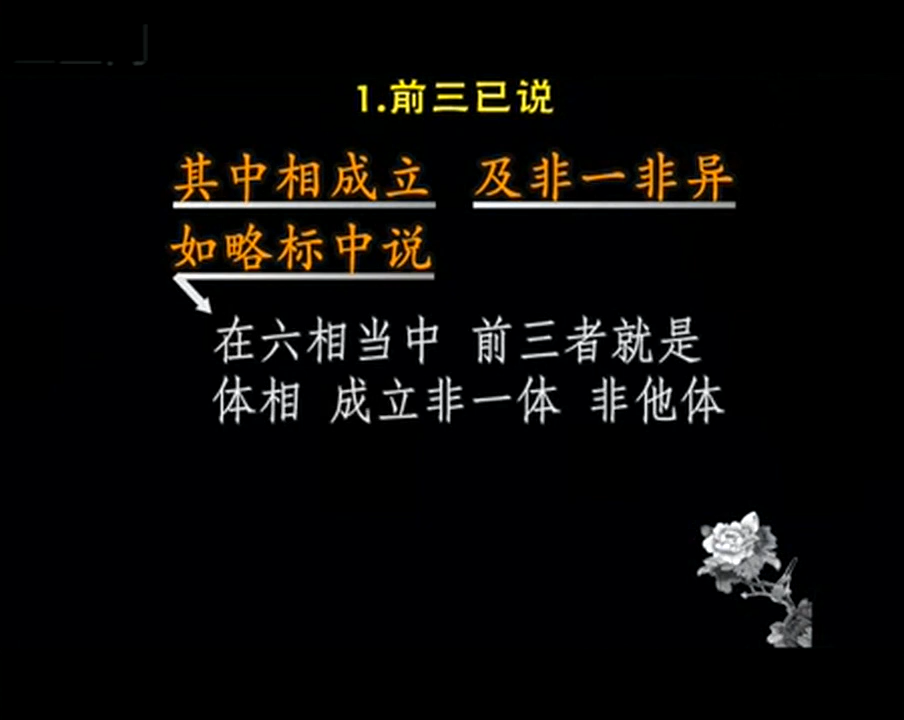 1.前三已说
其中相成立 及非一非异
如略标中说
在六相当中 前三者就是
体相 成立非一体 非他体